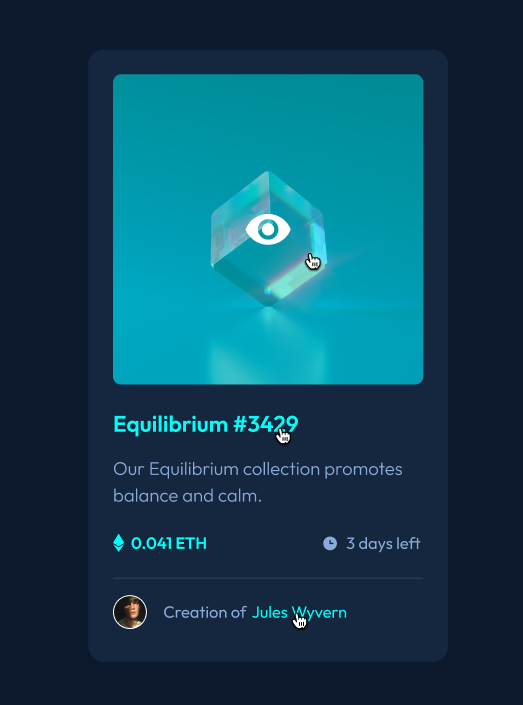 Equilibrium #3429
Our Equilibrium collection promotes
balance and calm.
0.041 ETH
3 days left
Creation of Jules Wyvern